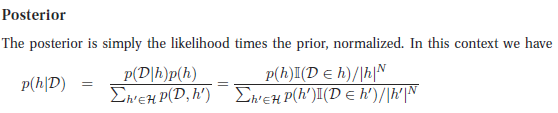 Posterior
The posterior is simply the likelihood times the prior, normalized. In this context we have
p(h|𝒟) = p(𝒟|h)p(h) / ∑_{h′∈ℋ} p(𝒟, h′) = p(h)𝕀(𝒟 ∈ h)/|h|^N / ∑_{h′∈ℋ} p(h′)𝕀(𝒟 ∈ h′)/|h′|^N